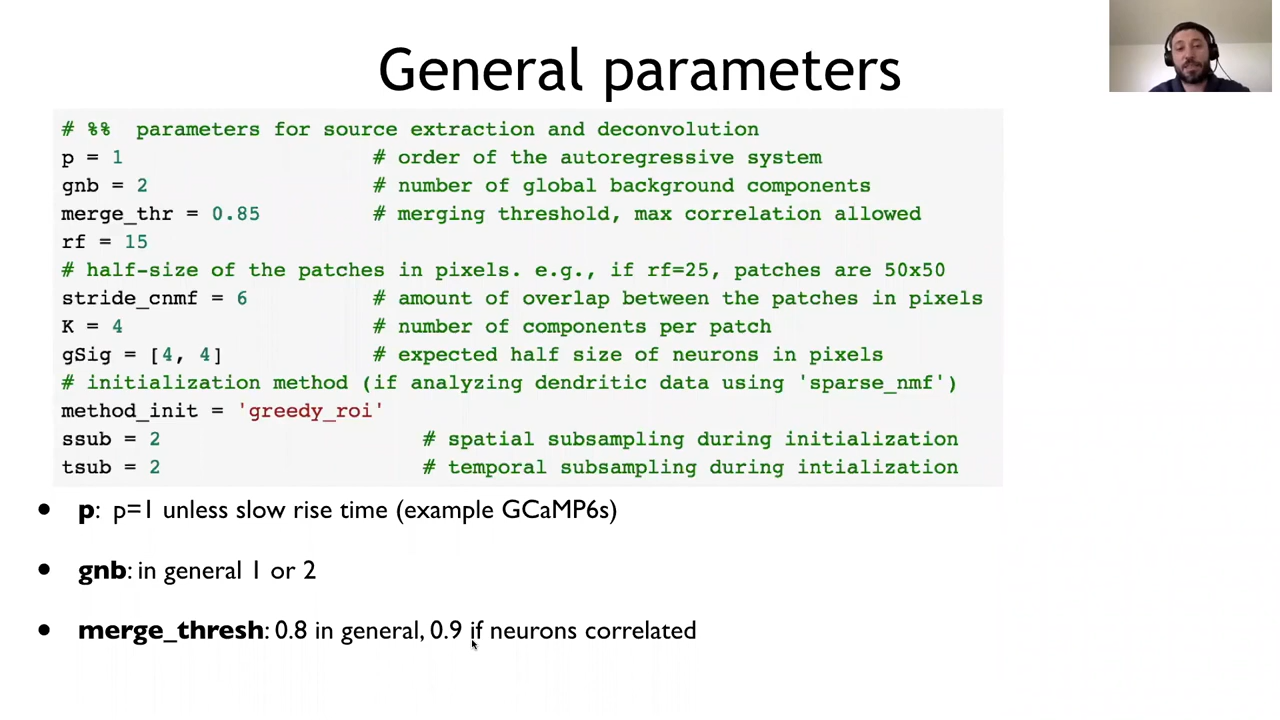 General parameters
# %%  parameters for source extraction and deconvolution
p = 1                    # order of the autoregressive system
gnb = 2                  # number of global background components
merge_thr = 0.85         # merging threshold, max correlation allowed
rf = 15
# half-size of the patches in pixels. e.g., if rf=25, patches are 50x50
stride_cnmf = 6          # amount of overlap between the patches in pixels
K = 4                    # number of components per patch
gSig = [4, 4]            # expected half size of neurons in pixels
# initialization method (if analyzing dendritic data using 'sparse_nmf')
method_init = 'greedy_roi'
ssub = 2                     # spatial subsampling during initialization
tsub = 2                     # temporal subsampling during intialization
• p: p=1 unless slow rise time (example GCaMP6s)
• gnb: in general 1 or 2
• merge_thresh: 0.8 in general, 0.9 if neurons correlated